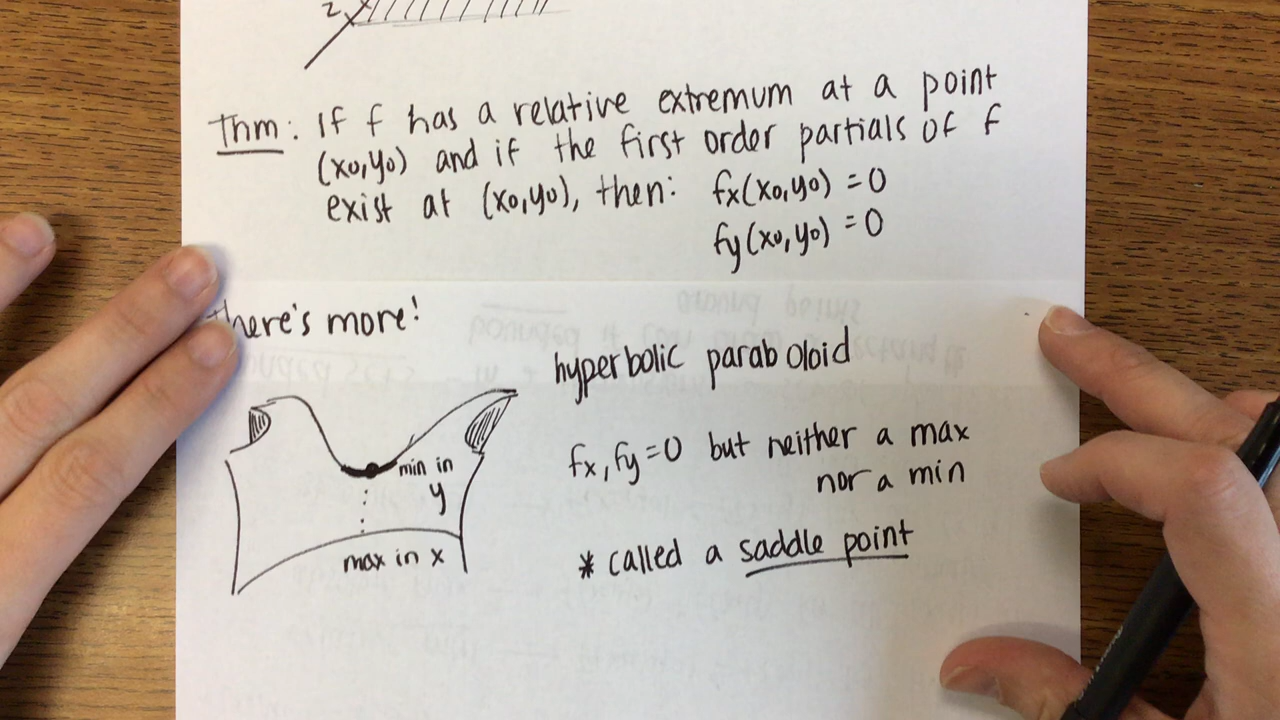 z
Thm: If f has a relative extremum at a point
(x0,y0) and if the first order partials of f
exist at (x0,y0), then: fx(x0,y0) = 0
fy(x0,y0) = 0
there's more!
hyperbolic paraboloid
min in
y
max in x
fx, fy=0 but neither a max
nor a min
* called a saddle point